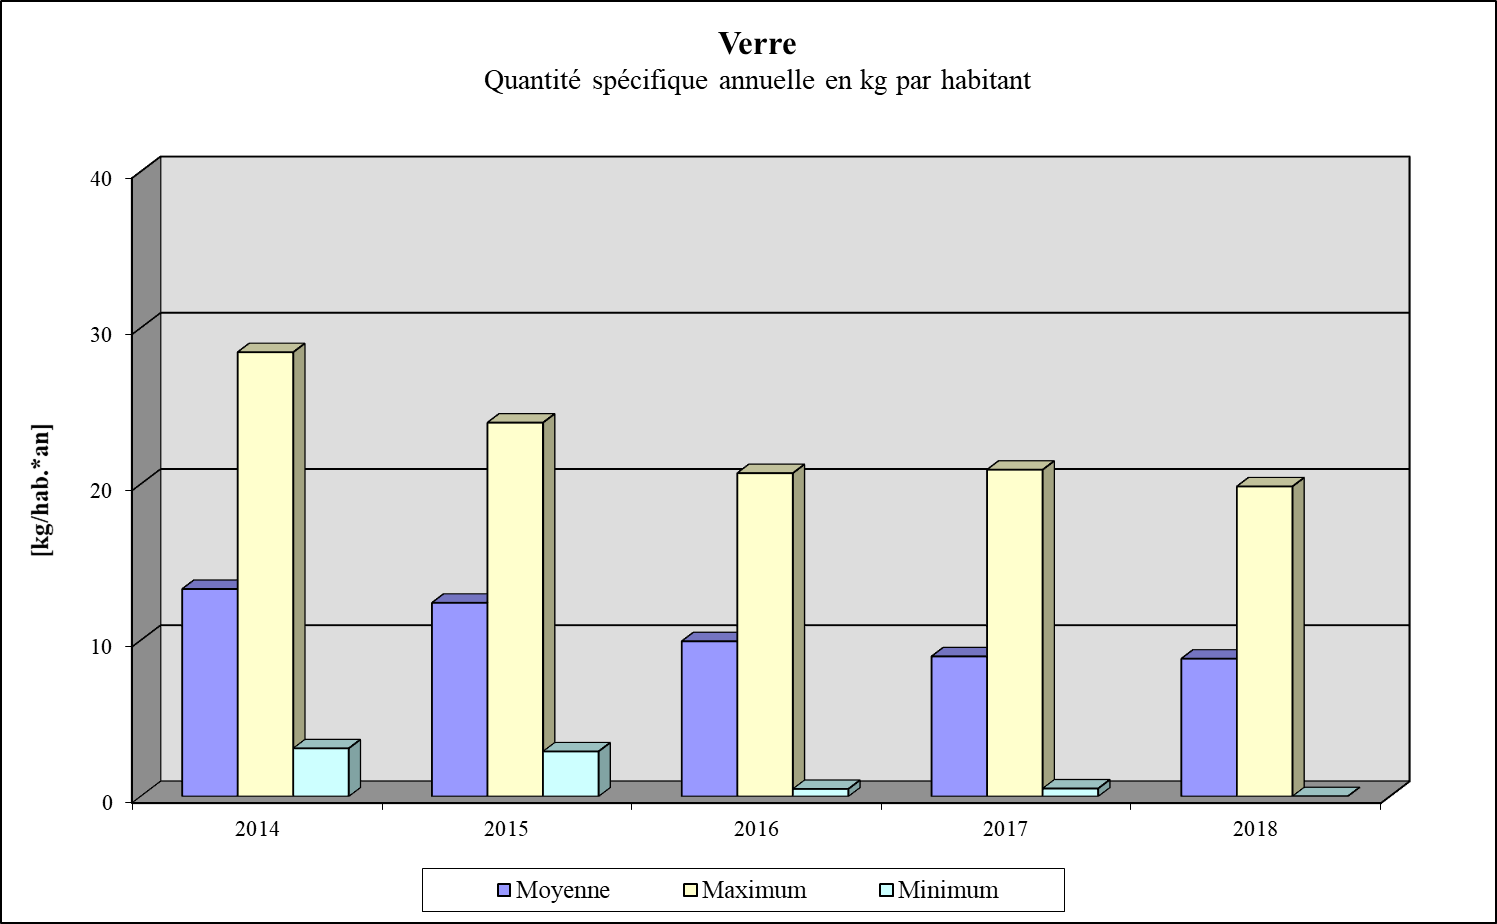 Verre
Quantité spécifique annuelle en kg par habitant
40
30
20
10
0
[kg/hab.*an]
2014 2015 2016 2017 2018
Moyenne Maximum Minimum